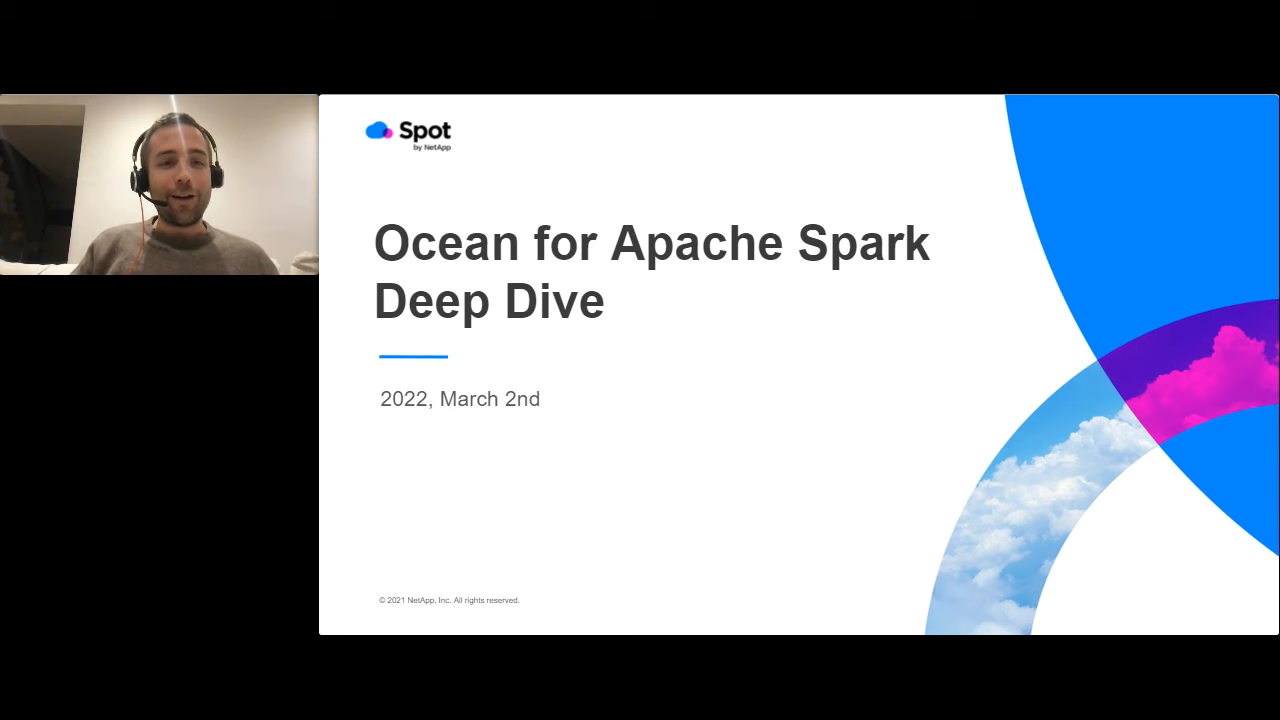 Spot
by NetApp
Ocean for Apache Spark
Deep Dive
2022, March 2nd
© 2021 NetApp, Inc. All rights reserved.